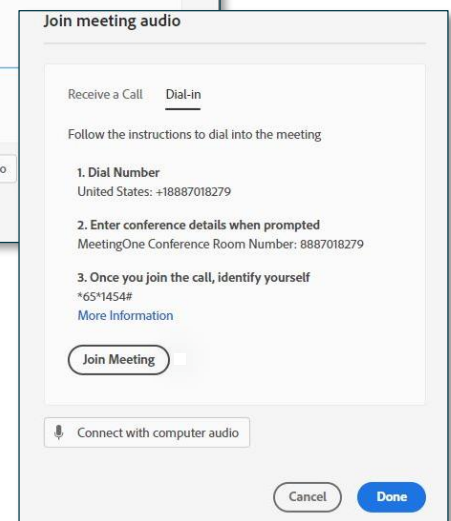 Join meeting audio
Receive a Call Dial-in
Follow the instructions to dial into the meeting
1. Dial Number
United States: +18887018279
2. Enter conference details when prompted
MeetingOne Conference Room Number: 8887018279
3. Once you join the call, identify yourself
*65*1454#
More Information
Join Meeting
Connect with computer audio
Cancel Done